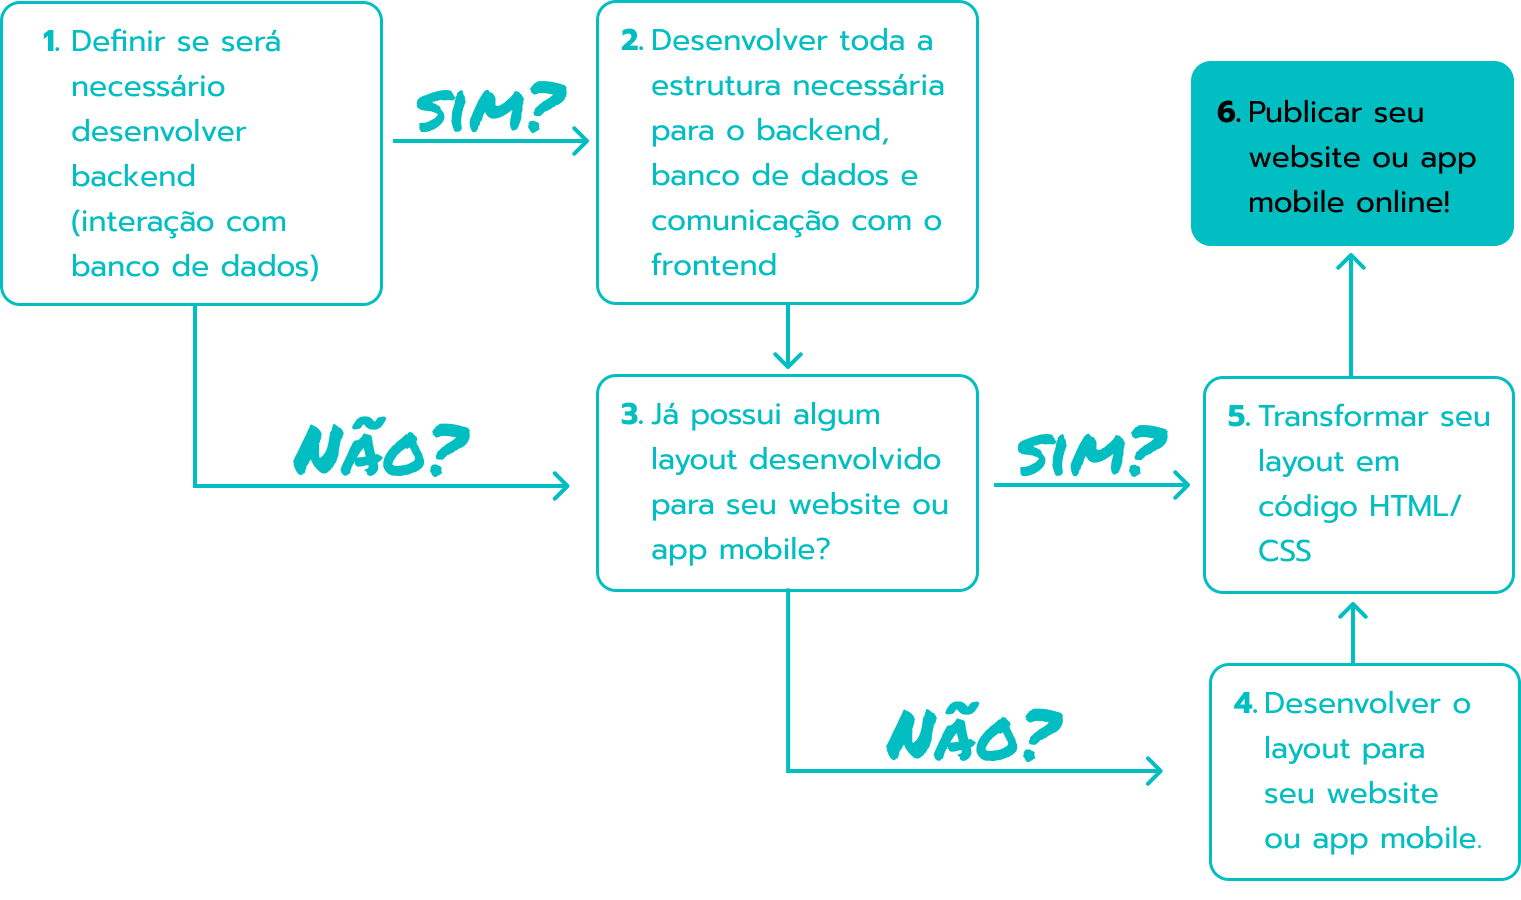 1. Definir se será
necessário
desenvolver
backend
(interação com
banco de dados)
SIM?
2. Desenvolver toda a
estrutura necessária
para o backend,
banco de dados e
comunicação com o
frontend
NÃO?
3. Já possui algum
layout desenvolvido
para seu website ou
app mobile?
SIM?
NÃO?
4. Desenvolver o
layout para
seu website
ou app mobile.
5. Transformar seu
layout em
código HTML/
CSS
6. Publicar seu
website ou app
mobile online!